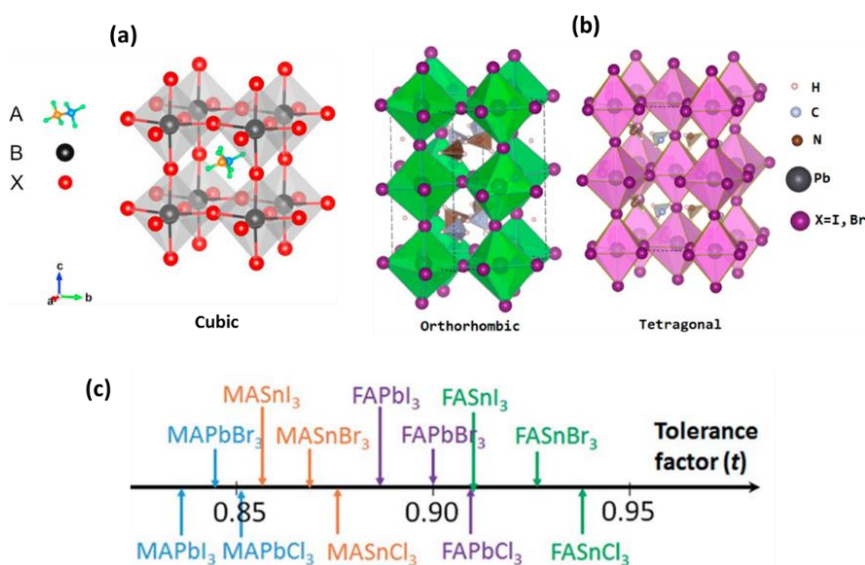 (a)
(b)
A
B
X
c
a
b
Cubic
Orthorhombic
Tetragonal
H
C
N
Pb
X=I, Br
(c)
MASnI₃
FAPbI₃
FASnI₃
MAPbBr₃
MASnBr₃
FAPbBr₃
FASnBr₃
Tolerance
factor (t)
0.85
0.90
0.95
MAPbI₃
MAPbCl₃
MASnCl₃
FAPbCl₃
FASnCl₃